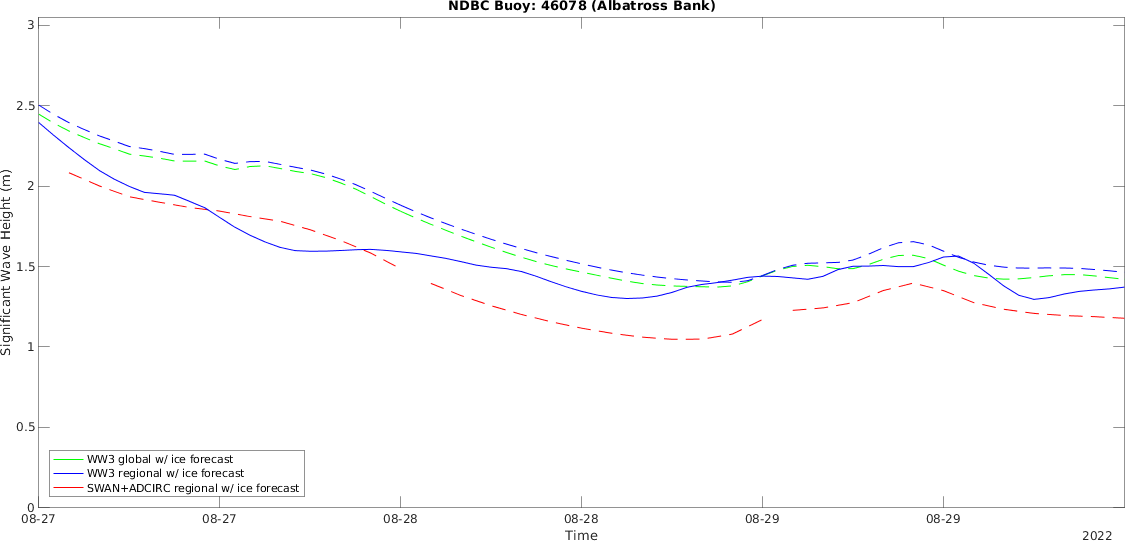 NDBC Buoy: 46078 (Albatross Bank)
3
2.5
2
1.5
1
0.5
0
Significant Wave Height (m)
WW3 global w/ ice forecast
WW3 regional w/ ice forecast
SWAN+ADCIRC regional w/ ice forecast
08-27 08-27 08-28 08-28 08-29 08-29
Time
2022